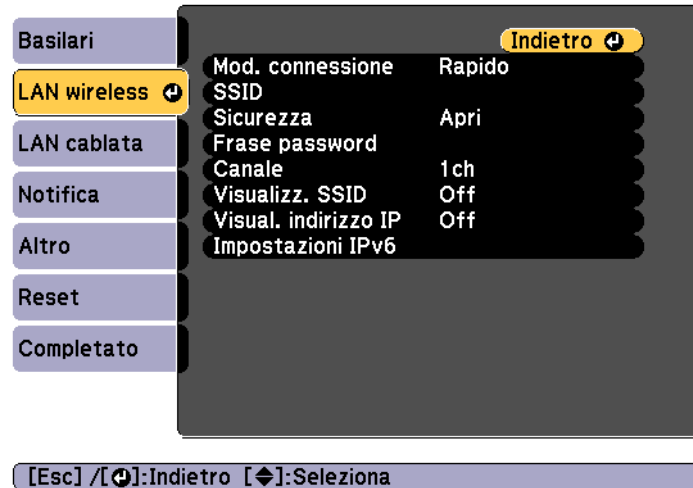 Basilari
LAN wireless
LAN cablata
Notifica
Altro
Reset
Completato
Indietro
Mod. connessione Rapido
SSID
Sicurezza Apri
Frase password
Canale 1ch
Visualizz. SSID Off
Visual. indirizzo IP Off
Impostazioni IPv6
[Esc] /[⏎]:Indietro [◆]:Seleziona